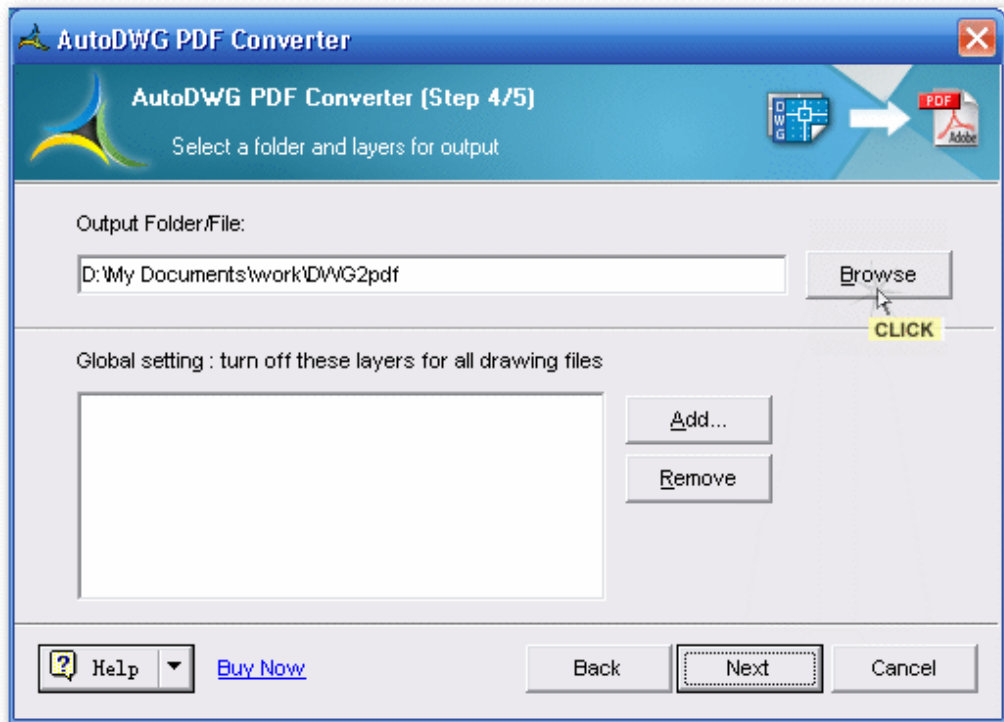 AutoDWG PDF Converter
AutoDWG PDF Converter (Step 4/5)
Select a folder and layers for output
DWG
PDF
Adobe
Output Folder/File:
D:\My Documents\work\DWG2pdf
Browse
CLICK
Global setting : turn off these layers for all drawing files
Add...
Remove
Help
Buy Now
Back
Next
Cancel